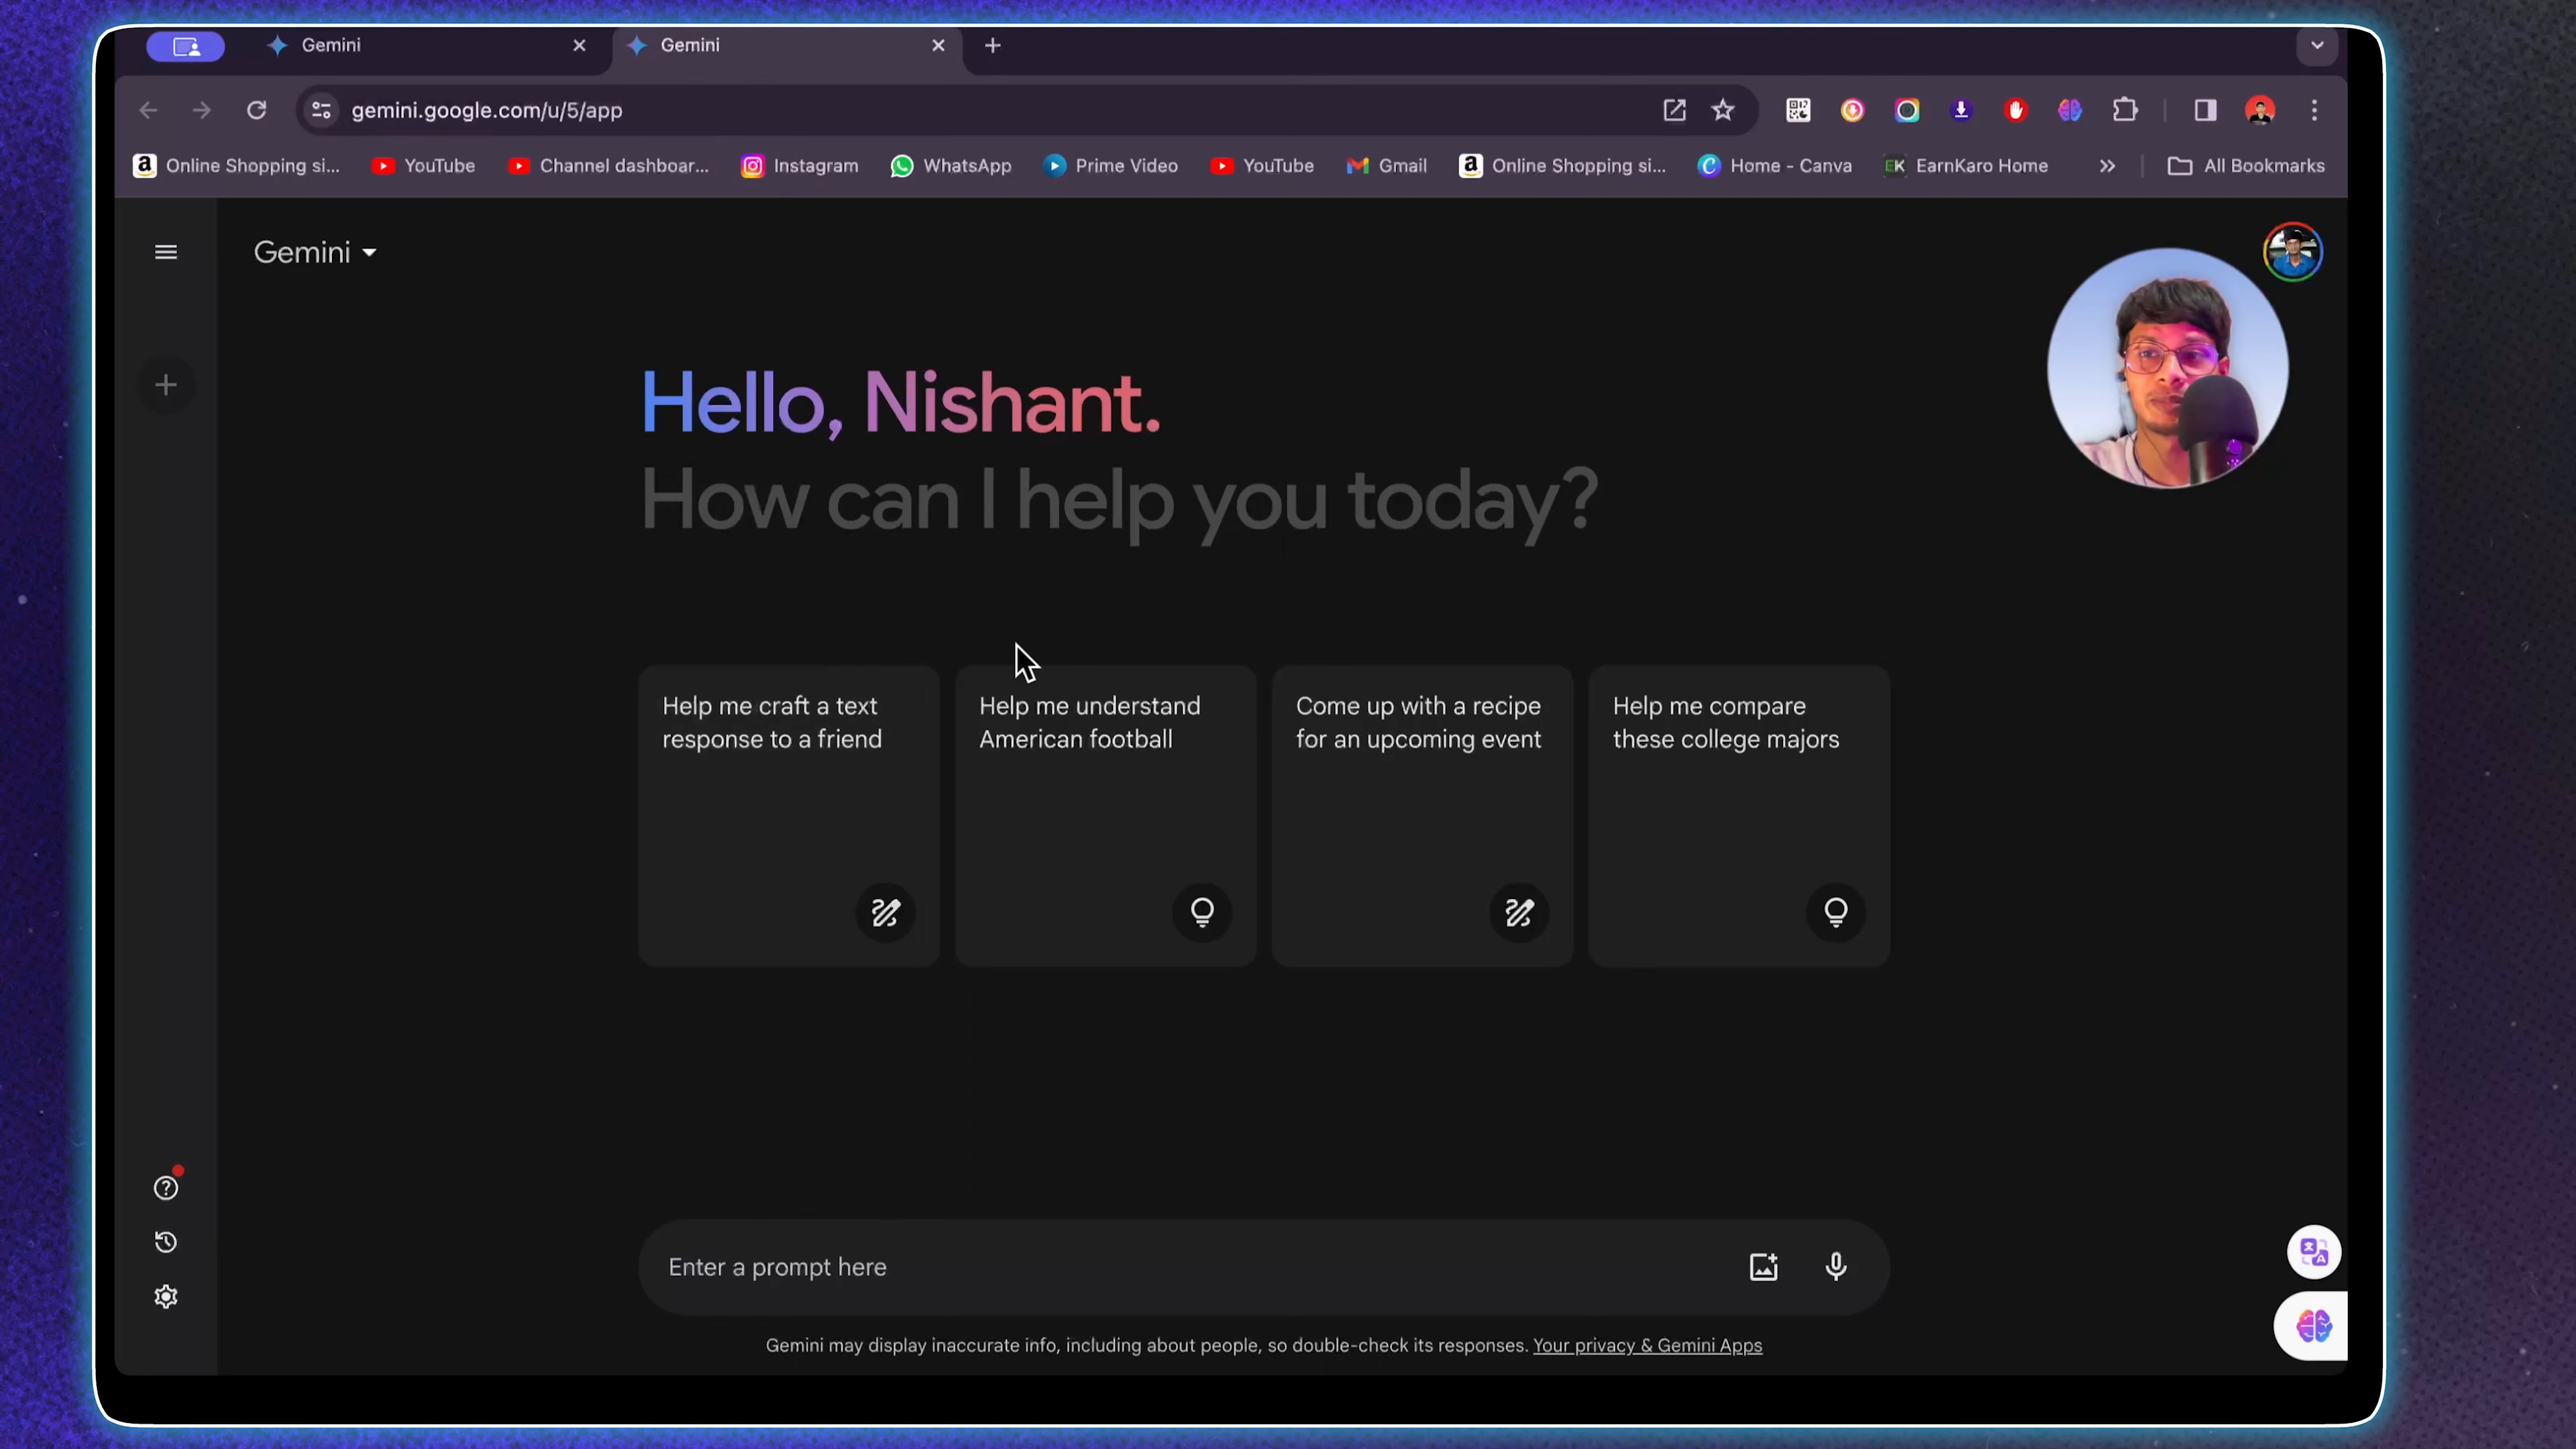 Gemini
Gemini
gemini.google.com/u/5/app
Online Shopping si...
YouTube
Channel dashboar...
Instagram
WhatsApp
Prime Video
YouTube
Gmail
Online Shopping si...
Home - Canva
EK
EarnKaro Home
All Bookmarks
Gemini
Hello, Nishant.
How can I help you today?
Help me craft a text
response to a friend
Help me understand
American football
Come up with a recipe
for an upcoming event
Help me compare
these college majors
Enter a prompt here
Gemini may display inaccurate info, including about people, so double-check its responses. Your privacy & Gemini Apps